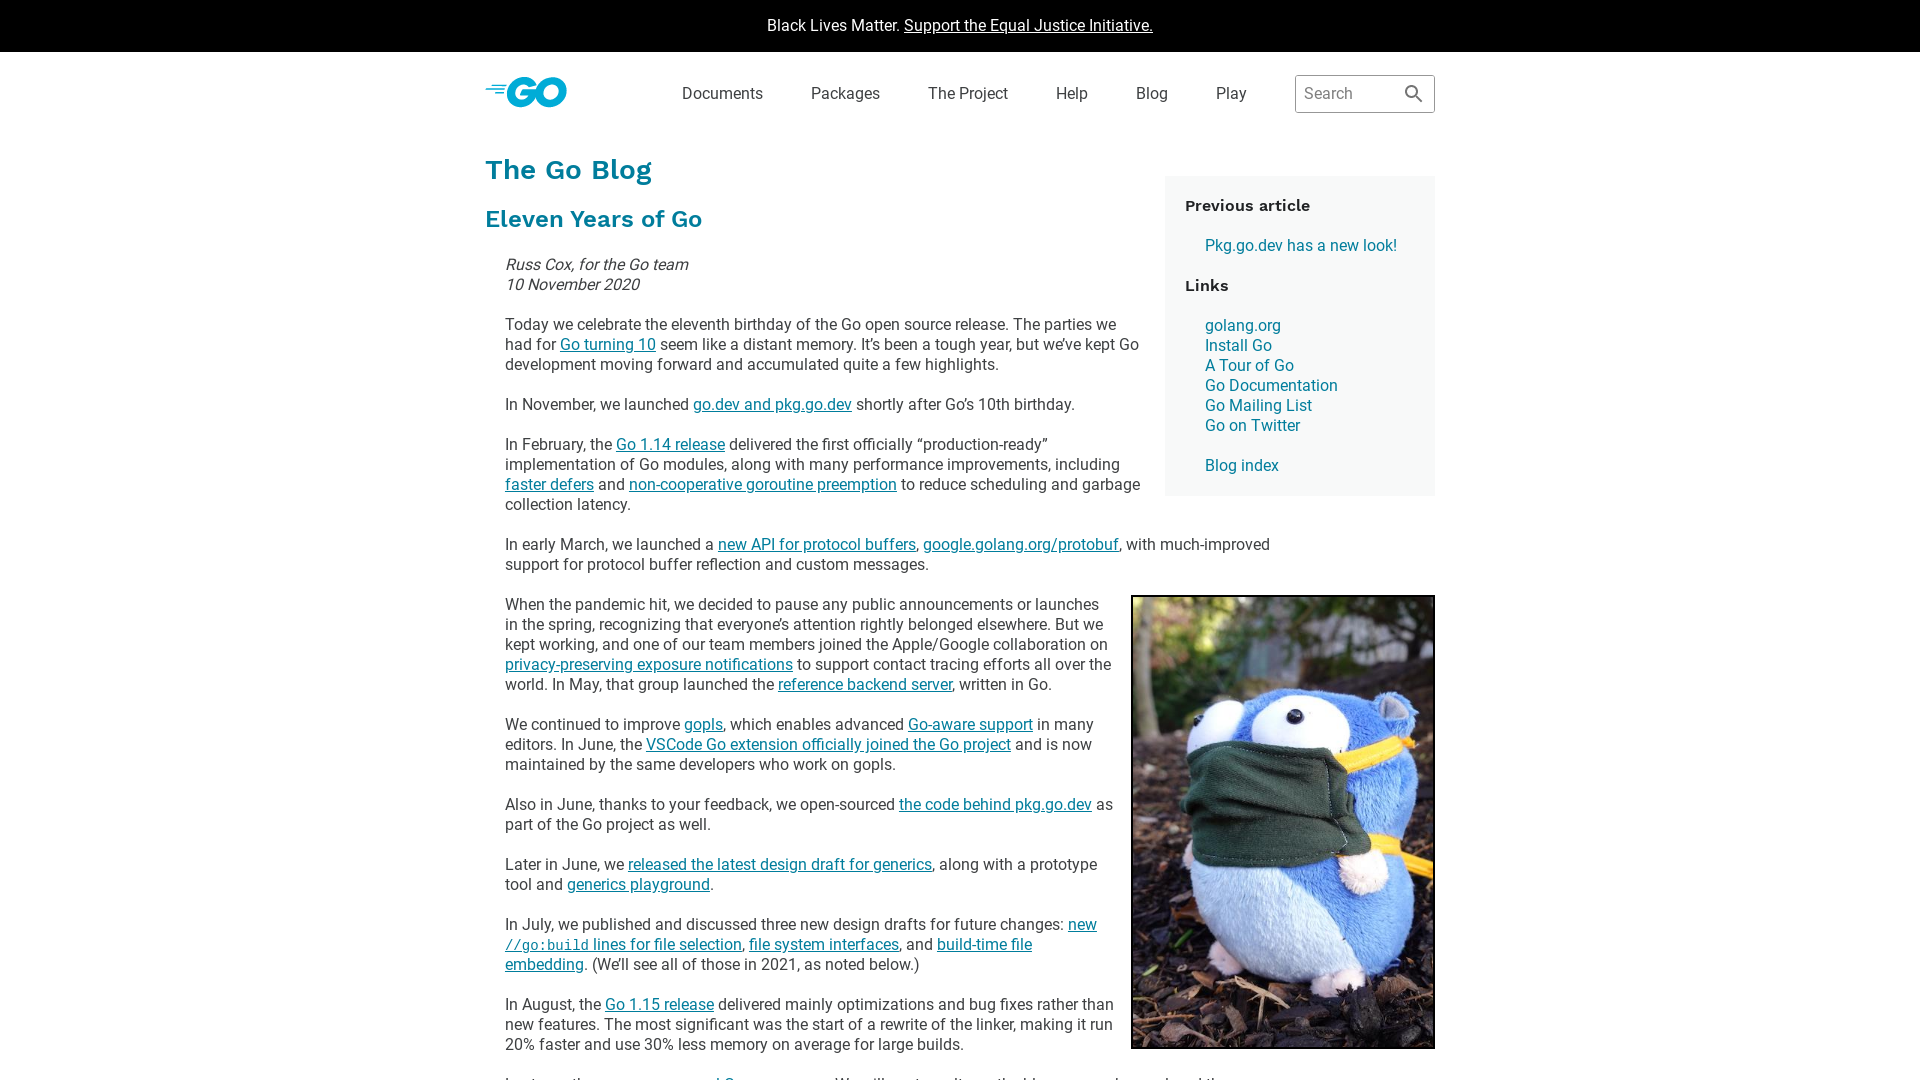 Black Lives Matter. Support the Equal Justice Initiative.
GO
Documents
Packages
The Project
Help
Blog
Play
Search
The Go Blog
Eleven Years of Go
Russ Cox, for the Go team
10 November 2020
Today we celebrate the eleventh birthday of the Go open source release. The parties we
had for Go turning 10 seem like a distant memory. It’s been a tough year, but we’ve kept Go
development moving forward and accumulated quite a few highlights.
In November, we launched go.dev and pkg.go.dev shortly after Go’s 10th birthday.
In February, the Go 1.14 release delivered the first officially “production-ready”
implementation of Go modules, along with many performance improvements, including
faster defers and non-cooperative goroutine preemption to reduce scheduling and garbage
collection latency.
In early March, we launched a new API for protocol buffers, google.golang.org/protobuf, with much-improved
support for protocol buffer reflection and custom messages.
When the pandemic hit, we decided to pause any public announcements or launches
in the spring, recognizing that everyone’s attention rightly belonged elsewhere. But we
kept working, and one of our team members joined the Apple/Google collaboration on
privacy-preserving exposure notifications to support contact tracing efforts all over the
world. In May, that group launched the reference backend server, written in Go.
We continued to improve gopls, which enables advanced Go-aware support in many
editors. In June, the VSCode Go extension officially joined the Go project and is now
maintained by the same developers who work on gopls.
Also in June, thanks to your feedback, we open-sourced the code behind pkg.go.dev as
part of the Go project as well.
Later in June, we released the latest design draft for generics, along with a prototype
tool and generics playground.
In July, we published and discussed three new design drafts for future changes: new
//go:build lines for file selection, file system interfaces, and build-time file
embedding. (We’ll see all of those in 2021, as noted below.)
In August, the Go 1.15 release delivered mainly optimizations and bug fixes rather than
new features. The most significant was the start of a rewrite of the linker, making it run
20% faster and use 30% less memory on average for large builds.
Previous article
Pkg.go.dev has a new look!
Links
golang.org
Install Go
A Tour of Go
Go Documentation
Go Mailing List
Go on Twitter
Blog index